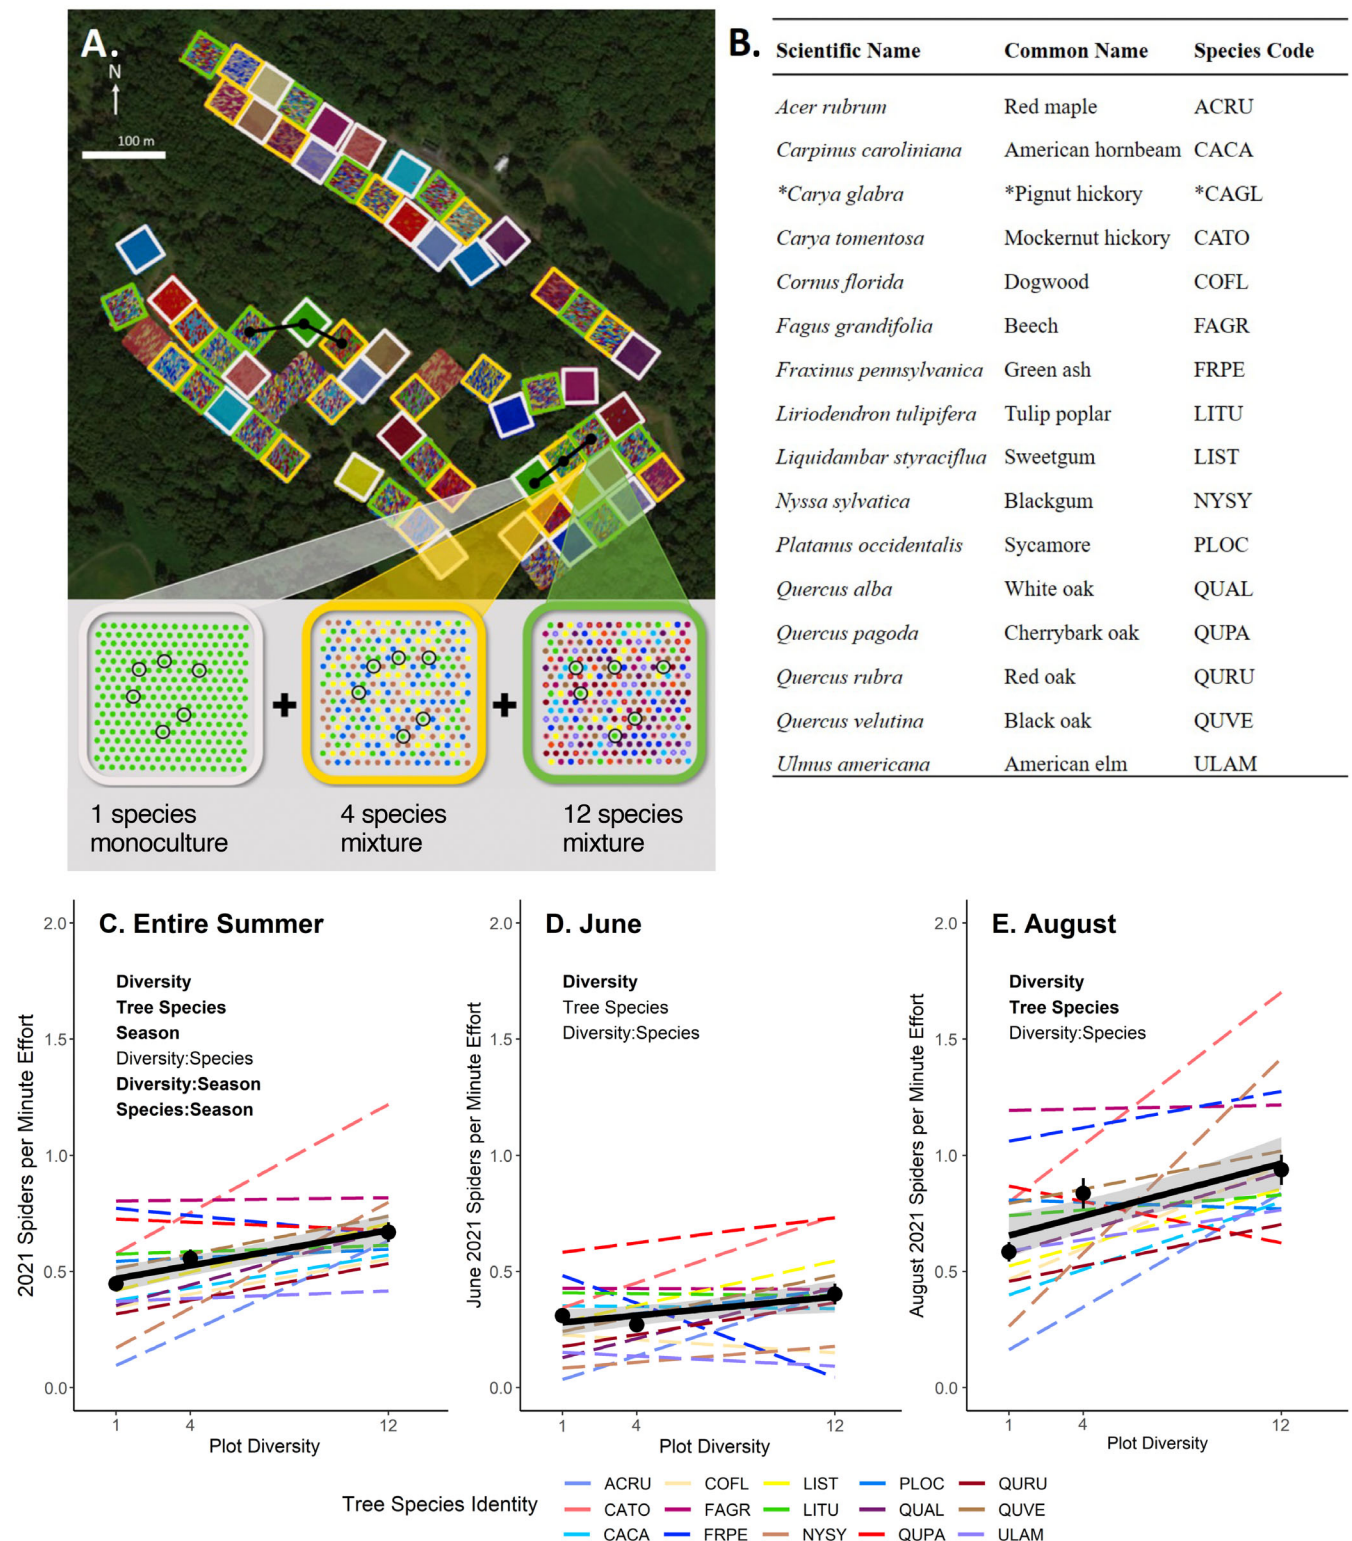 A.
N
100 m
1 species
monoculture
4 species
mixture
12 species
mixture
B.
Scientific Name Common Name Species Code
Acer rubrum Red maple ACRU
Carpinus caroliniana American hornbeam CACA
*Carya glabra *Pignut hickory *CAGL
Carya tomentosa Mockernut hickory CATO
Cornus florida Dogwood COFL
Fagus grandifolia Beech FAGR
Fraxinus pennsylvanica Green ash FRPE
Liriodendron tulipifera Tulip poplar LITU
Liquidambar styraciflua Sweetgum LIST
Nyssa sylvatica Blackgum NYSY
Platanus occidentalis Sycamore PLOC
Quercus alba White oak QUAL
Quercus pagoda Cherrybark oak QUPA
Quercus rubra Red oak QURU
Quercus velutina Black oak QUVE
Ulmus americana American elm ULAM
C. Entire Summer
Diversity
Tree Species
Season
Diversity:Species
Diversity:Season
Species:Season
2021 Spiders per Minute Effort
2.0
1.5
1.0
0.5
0.0
1 4 12
Plot Diversity
D. June
Diversity
Tree Species
Diversity:Species
June 2021 Spiders per Minute Effort
2.0
1.5
1.0
0.5
0.0
1 4 12
Plot Diversity
E. August
Diversity
Tree Species
Diversity:Species
August 2021 Spiders per Minute Effort
2.0
1.5
1.0
0.5
0.0
1 4 12
Plot Diversity
Tree Species Identity
ACRU COFL LIST PLOC QURU
CATO FAGR LITU QUAL QUVE
CACA FRPE NYSY QUPA ULAM